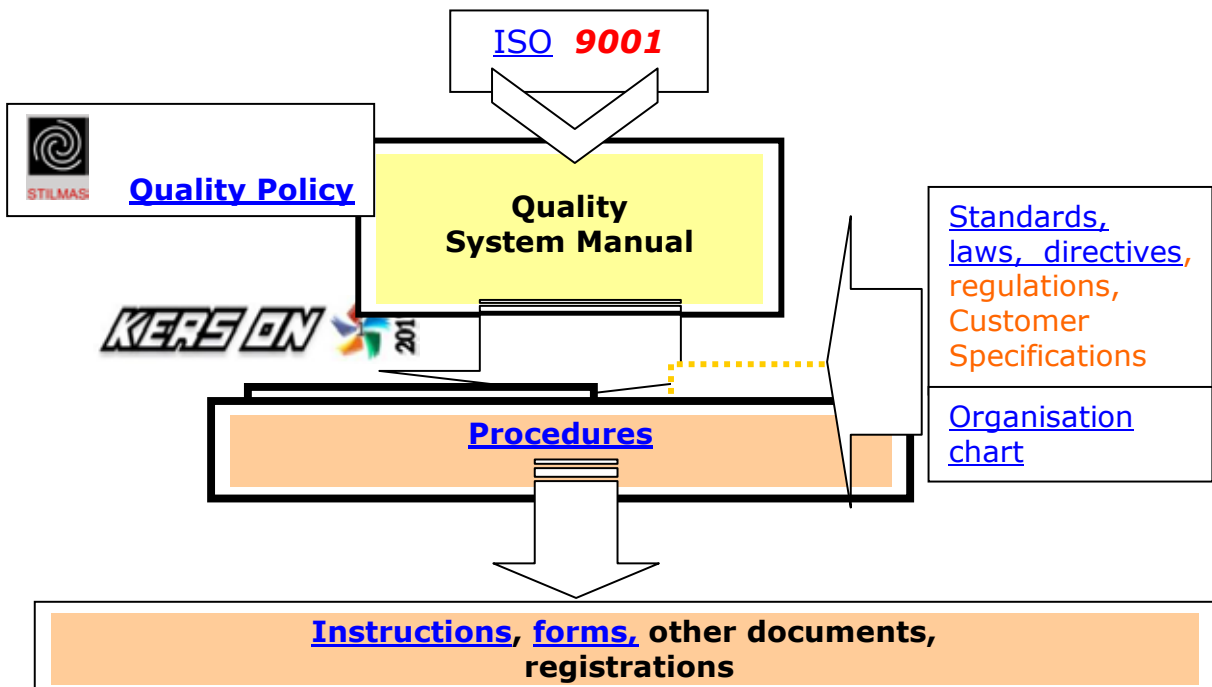 ISO 9001
STILMAS
Quality Policy
Quality
System Manual
Standards,
laws, directives,
regulations,
Customer
Specifications
KERS ON
201
Organisation
chart
Procedures
Instructions, forms, other documents,
registrations